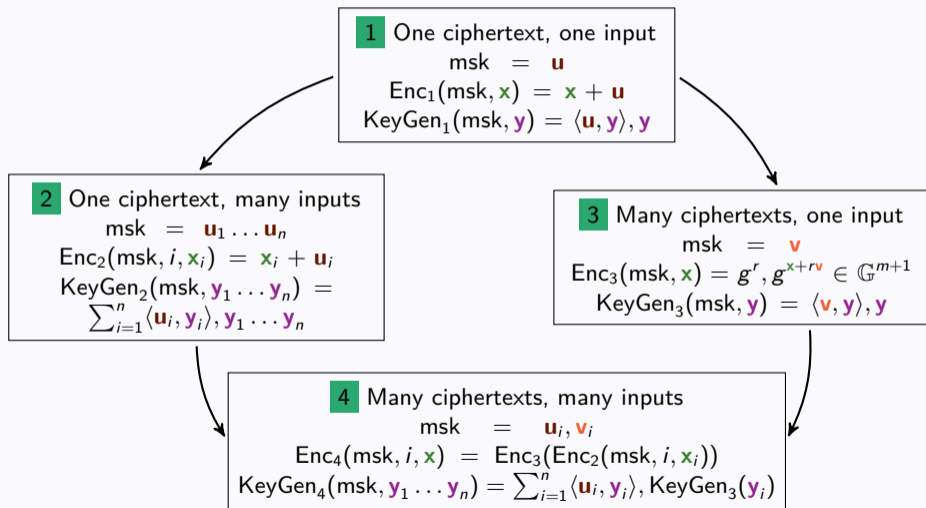 1 One ciphertext, one input
msk = u
Enc₁(msk, x) = x + u
KeyGen₁(msk, y) = ⟨u, y⟩, y
2 One ciphertext, many inputs
msk = u₁ … uₙ
Enc₂(msk, i, xᵢ) = xᵢ + uᵢ
KeyGen₂(msk, y₁ … yₙ) =
∑ⁿᵢ₌₁⟨uᵢ, yᵢ⟩, y₁ … yₙ
3 Many ciphertexts, one input
msk = v
Enc₃(msk, x) = gʳ, gˣ⁺ʳᵛ ∈ 𝔾ᵐ⁺¹
KeyGen₃(msk, y) = ⟨v, y⟩, y
4 Many ciphertexts, many inputs
msk = uᵢ, vᵢ
Enc₄(msk, i, x) = Enc₃(Enc₂(msk, i, xᵢ))
KeyGen₄(msk, y₁ … yₙ) = ∑ⁿᵢ₌₁⟨uᵢ, yᵢ⟩, KeyGen₃(yᵢ)